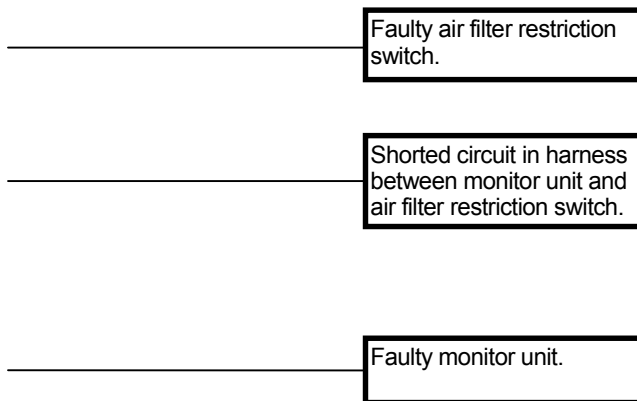 Faulty air filter restriction
switch.
Shorted circuit in harness
between monitor unit and
air filter restriction switch.
Faulty monitor unit.